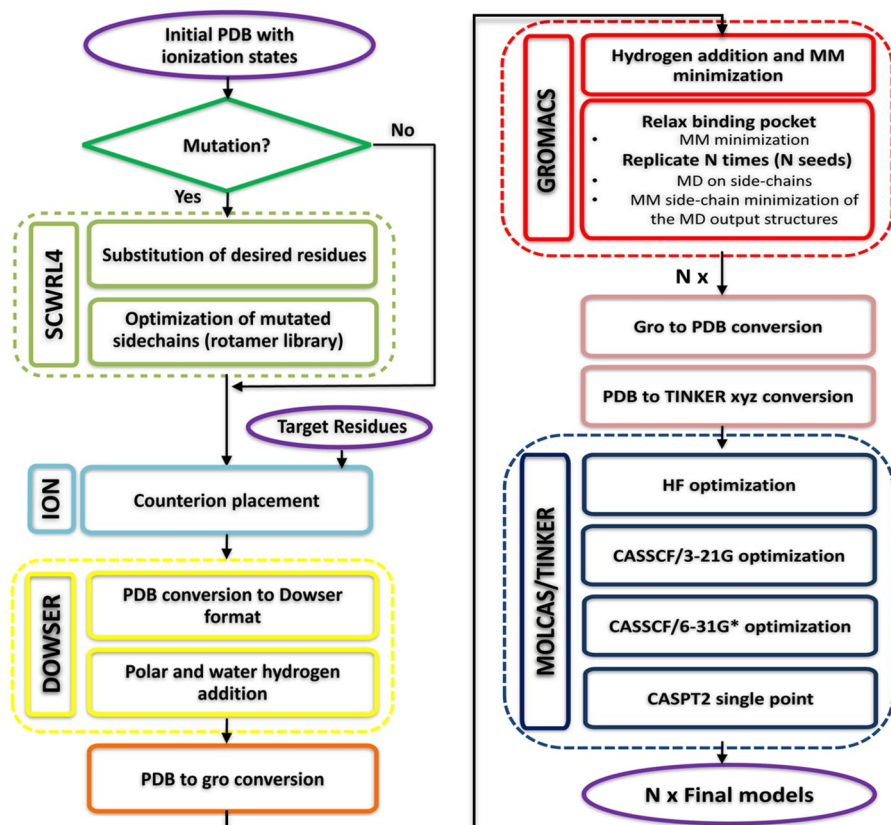 Initial PDB with
ionization states
Mutation?
No
Yes
SCWRL4
Substitution of desired residues
Optimization of mutated
sidechains (rotamer library)
Target Residues
ION
Counterion placement
DOWSER
PDB conversion to Dowser
format
Polar and water hydrogen
addition
PDB to gro conversion
GROMACS
Hydrogen addition and MM
minimization
Relax binding pocket
• MM minimization
Replicate N times (N seeds)
• MD on side-chains
• MM side-chain minimization of
the MD output structures
N x
Gro to PDB conversion
PDB to TINKER xyz conversion
MOLCAS/TINKER
HF optimization
CASSCF/3-21G optimization
CASSCF/6-31G* optimization
CASPT2 single point
N x Final models